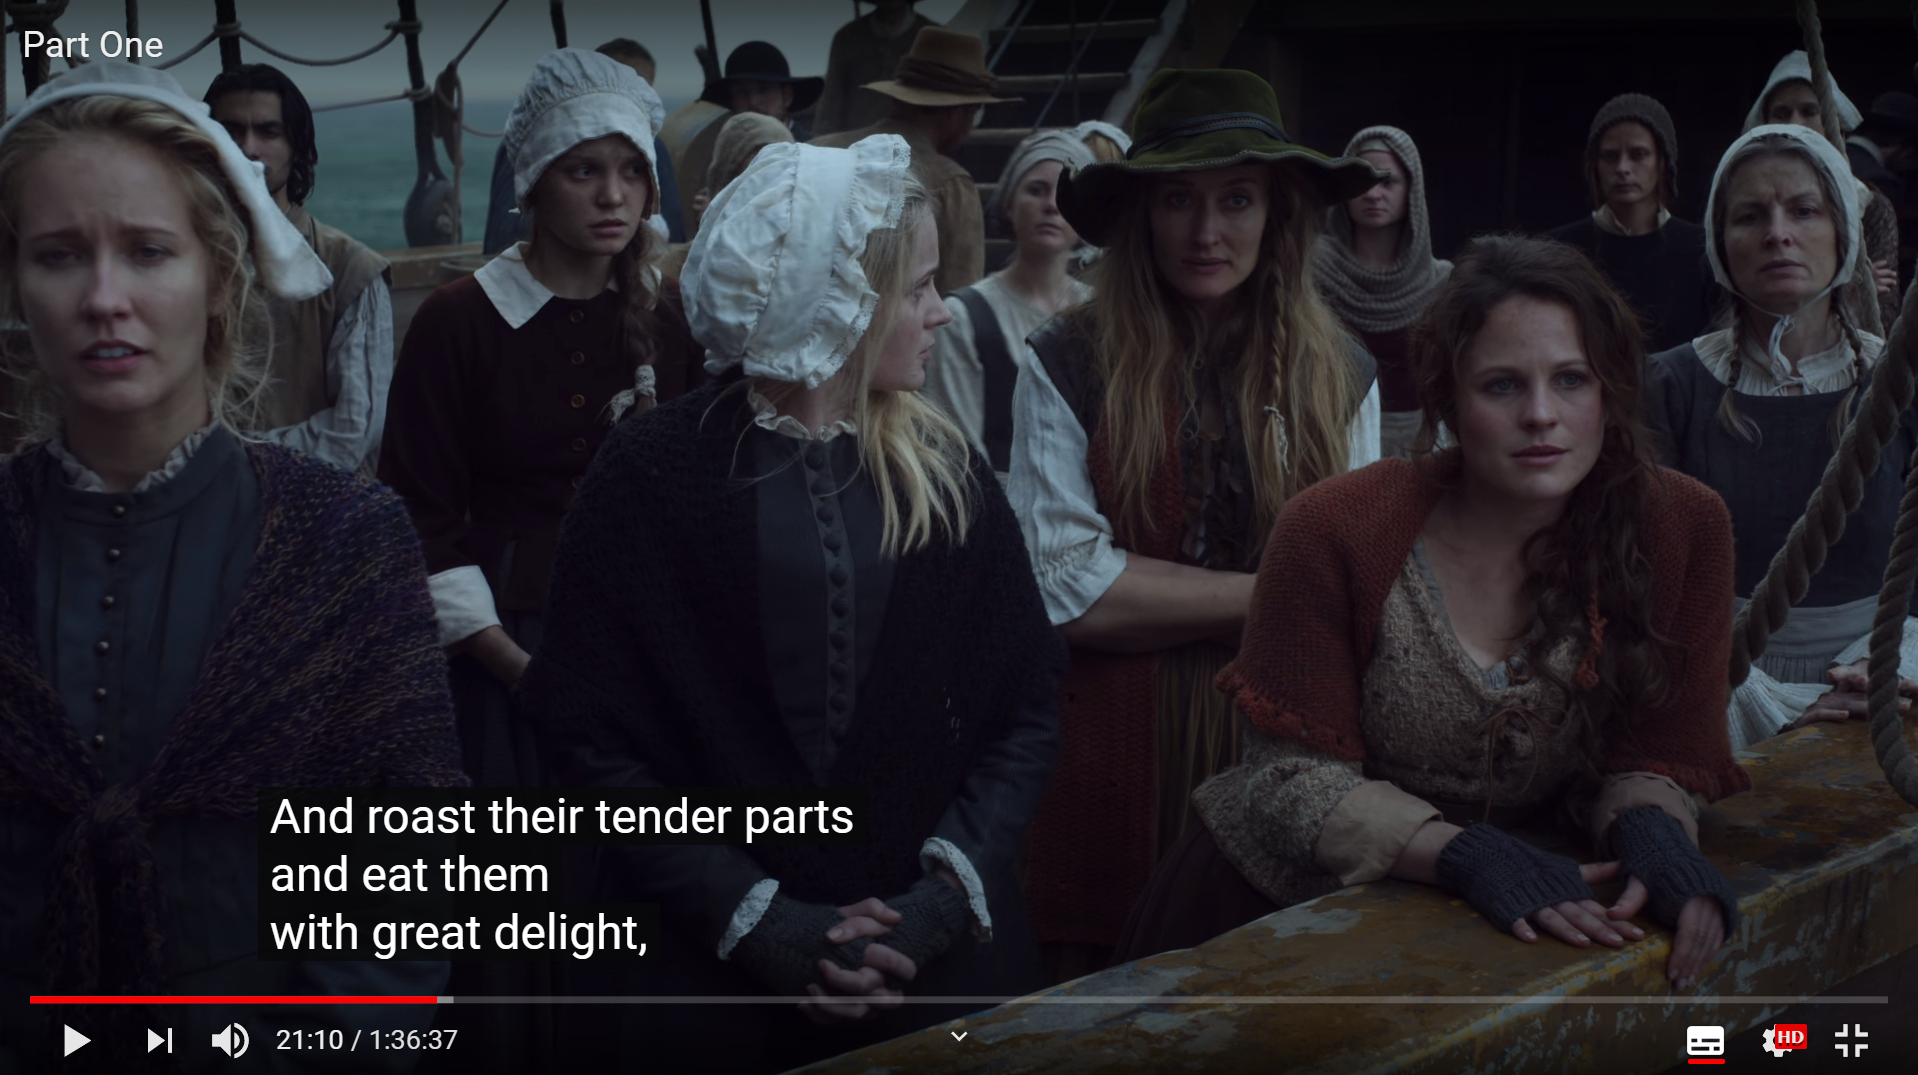 Part One
And roast their tender parts
and eat them
with great delight,
21:10 / 1:36:37
HD